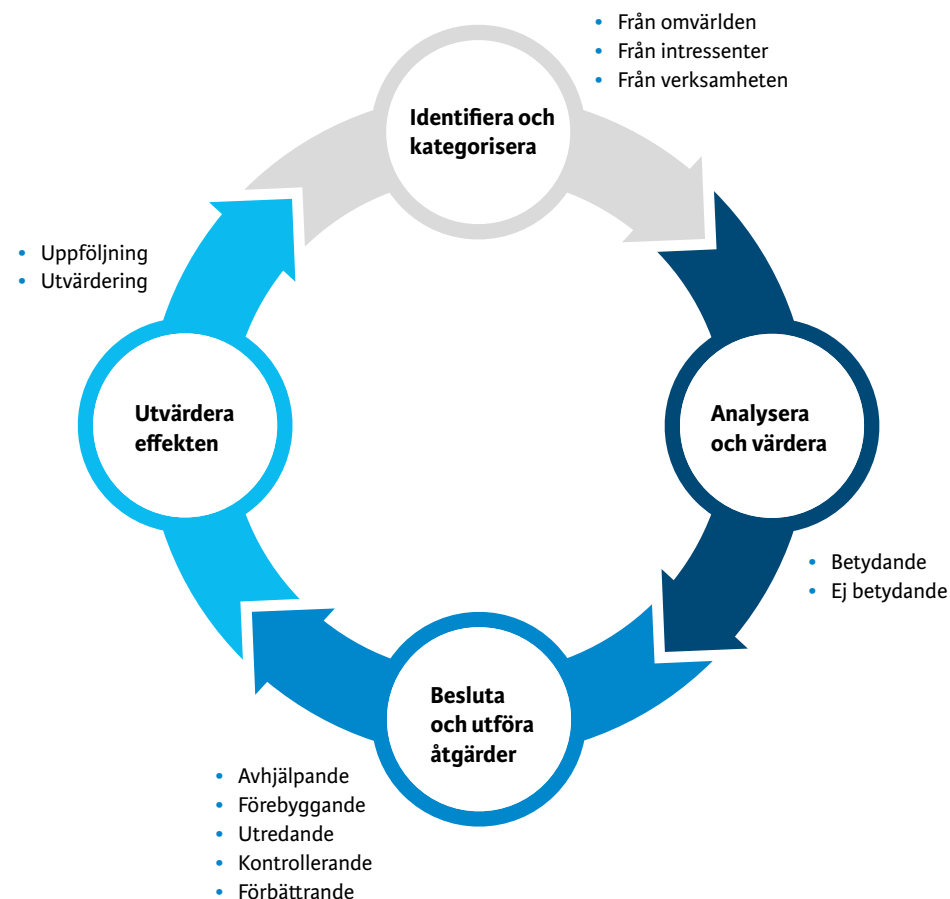 • Från omvärlden
• Från intressenter
• Från verksamheten
Identifiera och
kategorisera
• Uppföljning
• Utvärdering
Utvärdera
effekten
Analysera
och värdera
• Betydande
• Ej betydande
Besluta
och utföra
åtgärder
• Avhjälpande
• Förebyggande
• Utredande
• Kontrollerande
• Förbättrande